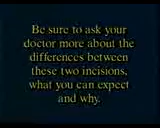 Be sure to ask your
doctor more about the
differences between
these two incisions,
what you can expect
and why.